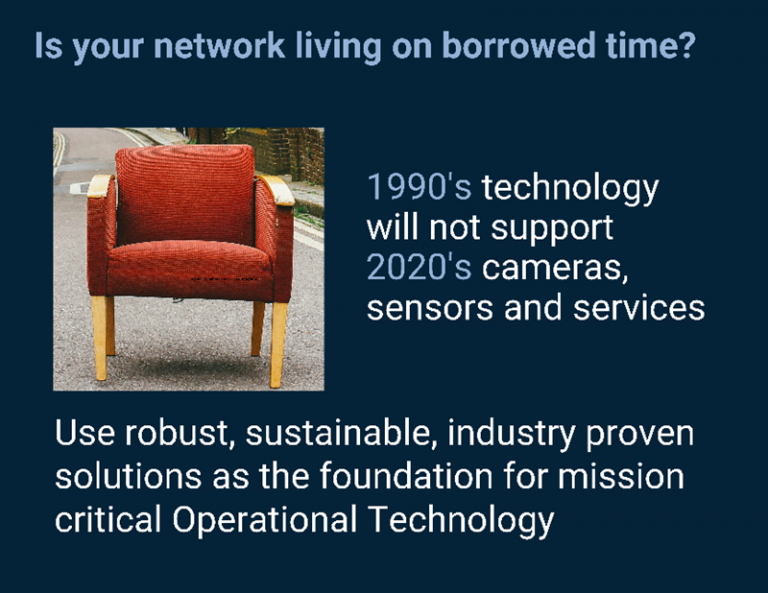 Is your network living on borrowed time?
1990's technology
will not support
2020's cameras,
sensors and services
Use robust, sustainable, industry proven
solutions as the foundation for mission
critical Operational Technology